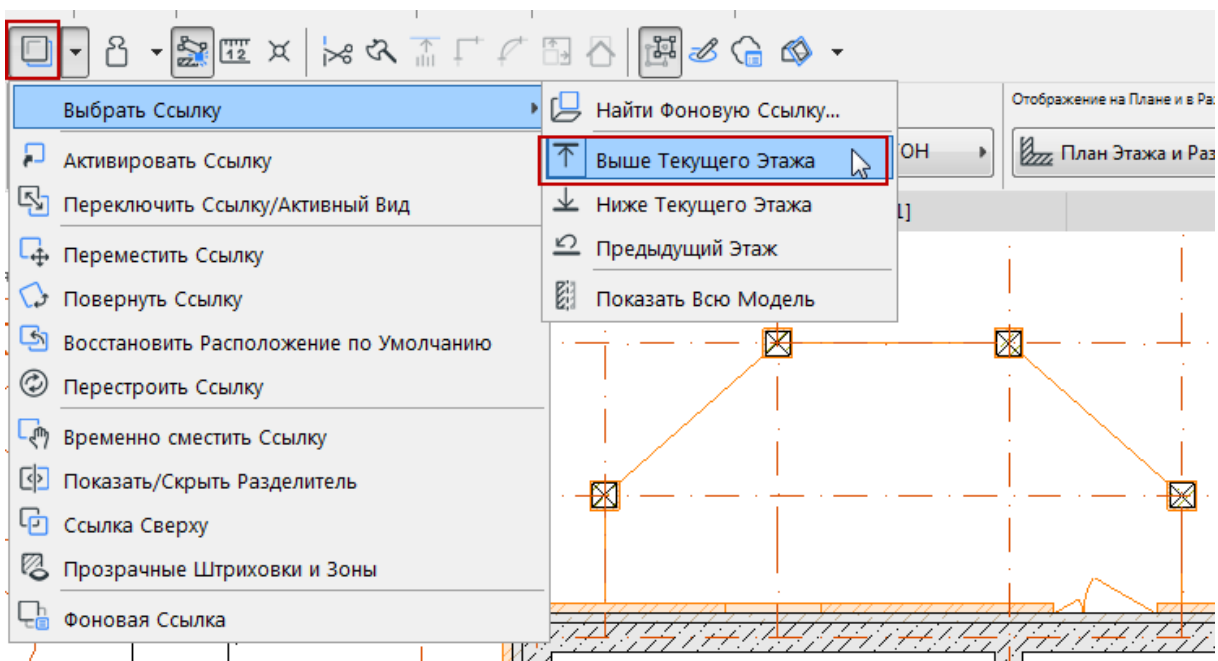 12
Выбрать Ссылку
Активировать Ссылку
Переключить Ссылку/Активный Вид
Переместить Ссылку
Повернуть Ссылку
Восстановить Расположение по Умолчанию
Перестроить Ссылку
Временно сместить Ссылку
Показать/Скрыть Разделитель
Ссылка Сверху
Прозрачные Штриховки и Зоны
Фоновая Ссылка
Найти Фоновую Ссылку...
Выше Текущего Этажа
Ниже Текущего Этажа
Предыдущий Этаж
Показать Всю Модель
Отображение на Плане и в Раз
ОН
План Этажа и Раз
1]